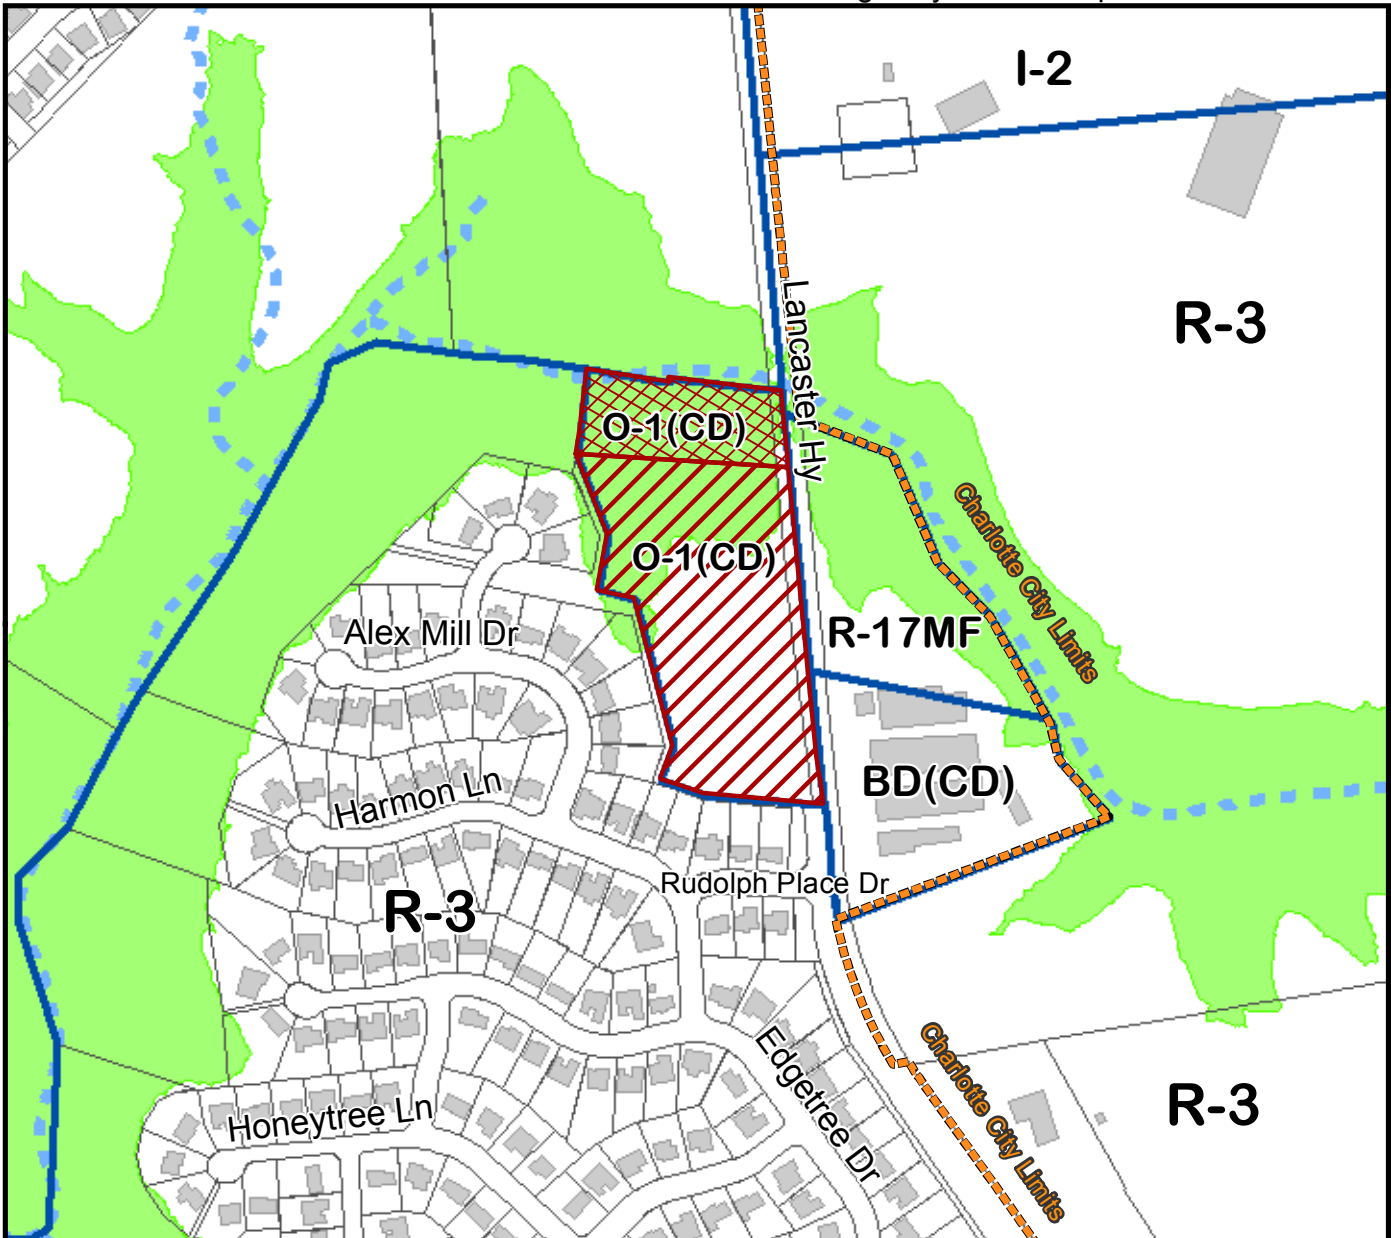 I-2
R-3
Lancaster Hy
O-1(CD)
Charlotte City Limits
O-1(CD)
R-17MF
Alex Mill Dr
BD(CD)
Harmon Ln
Rudolph Place Dr
R-3
Edgetree Dr
Charlotte City Limits
Honeytree Ln
R-3